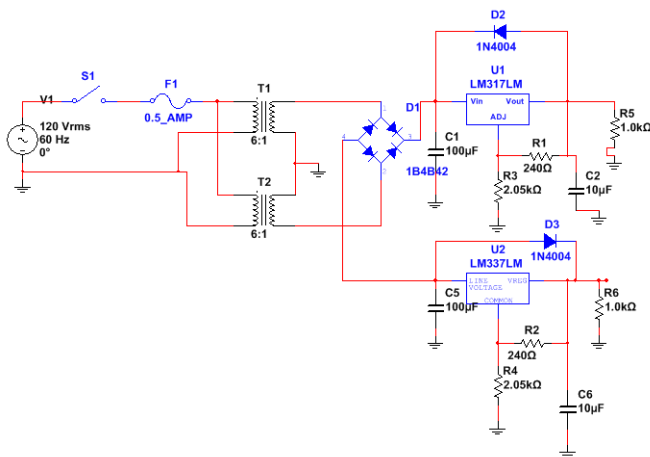 D2
1N4004
S1
F1
T1
U1
V1
D1
LM317LM
0.5_AMP
Vin
Vout
1
R5
120 Vrms
ADJ
1.0kΩ
60 Hz
4
3
C1
R1
0°
6:1
100µF
1B4B42
240Ω
R3
C2
T2
2
2.05kΩ
10µF
D3
6:1
U2
1N4004
LM337LM
LINE
VREG
C5
VOLTAGE
R6
100µF
COMMON
1.0kΩ
R2
240Ω
R4
2.05kΩ
C6
10µF